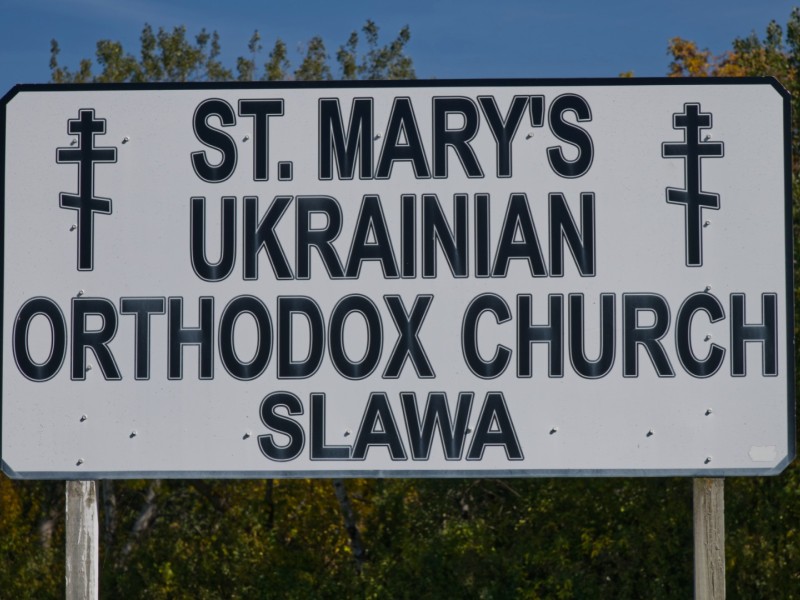 ST. MARY'S
UKRAINIAN
ORTHODOX CHURCH
SLAWA